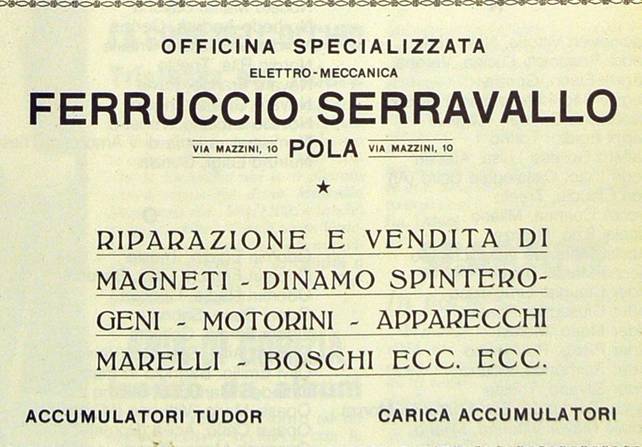 OFFICINA SPECIALIZZATA
ELETTRO-MECCANICA
FERRUCCIO SERRAVALLO
VIA MAZZINI, 10 POLA VIA MAZZINI, 10
★
RIPARAZIONE E VENDITA DI
MAGNETI - DINAMO SPINTERO-
GENI - MOTORINI - APPARECCHI
MARELLI - BOSCHI ECC. ECC.
ACCUMULATORI TUDOR CARICA ACCUMULATORI